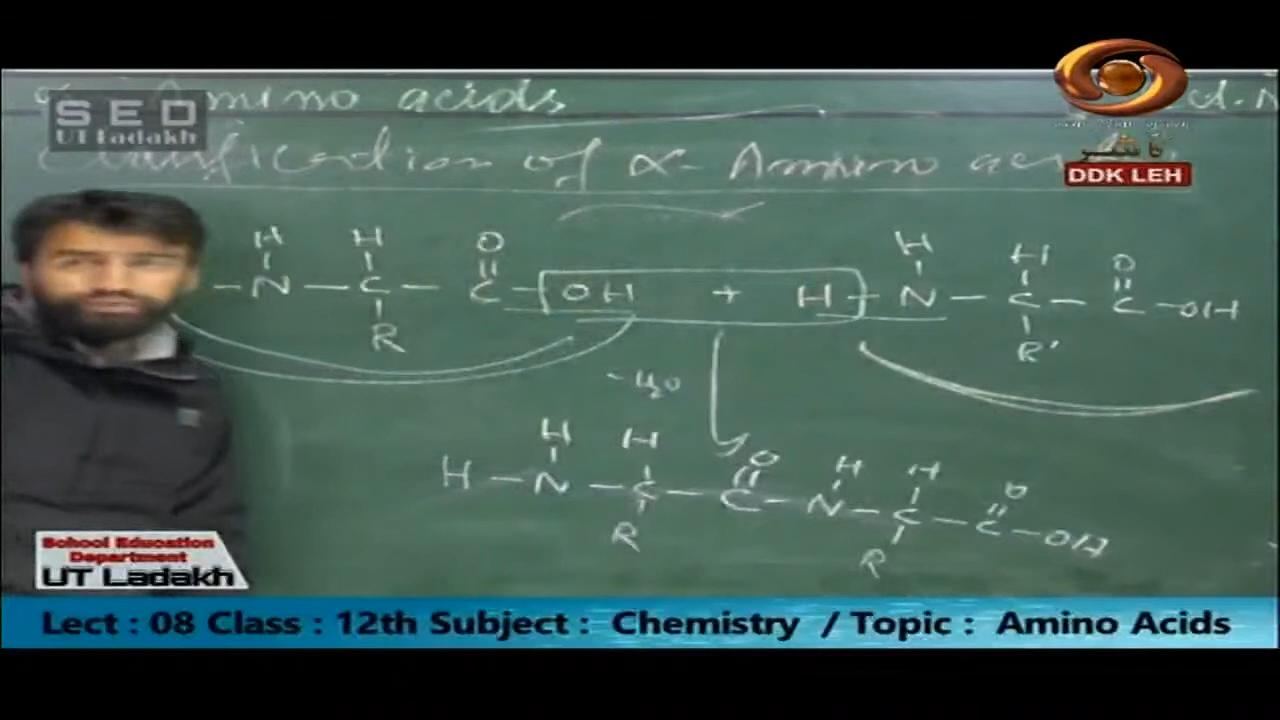 Amino acids
SED
UT Ladakh
Classification of α- Amino aci
DDK LEH
H H O H H O
- N - C - C - OH + H - N - C - C - OH
R R'
- H₂O
H H O H H O
H - N - C - C - N - C - C - OH
R R
School Education
Department
UT Ladakh
Lect : 08 Class : 12th Subject : Chemistry / Topic : Amino Acids